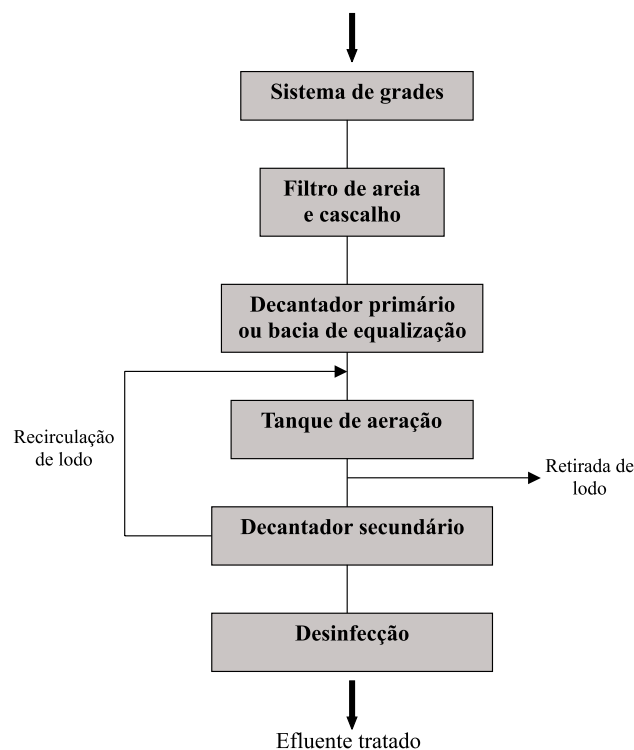 Sistema de grades
Filtro de areia
e cascalho
Decantador primário
ou bacia de equalização
Tanque de aeração
Recirculação
de lodo
Retirada de
lodo
Decantador secundário
Desinfecção
Efluente tratado